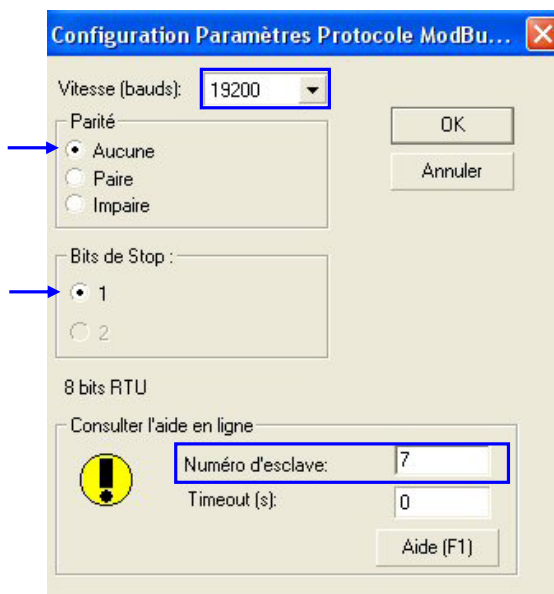 Configuration Paramètres Protocole ModBu...
Vitesse (bauds): 19200
Parité
OK
Aucune
Annuler
Paire
Impaire
Bits de Stop :
1
2
8 bits RTU
Consulter l'aide en ligne
Numéro d'esclave: 7
Timeout (s): 0
Aide (F1)